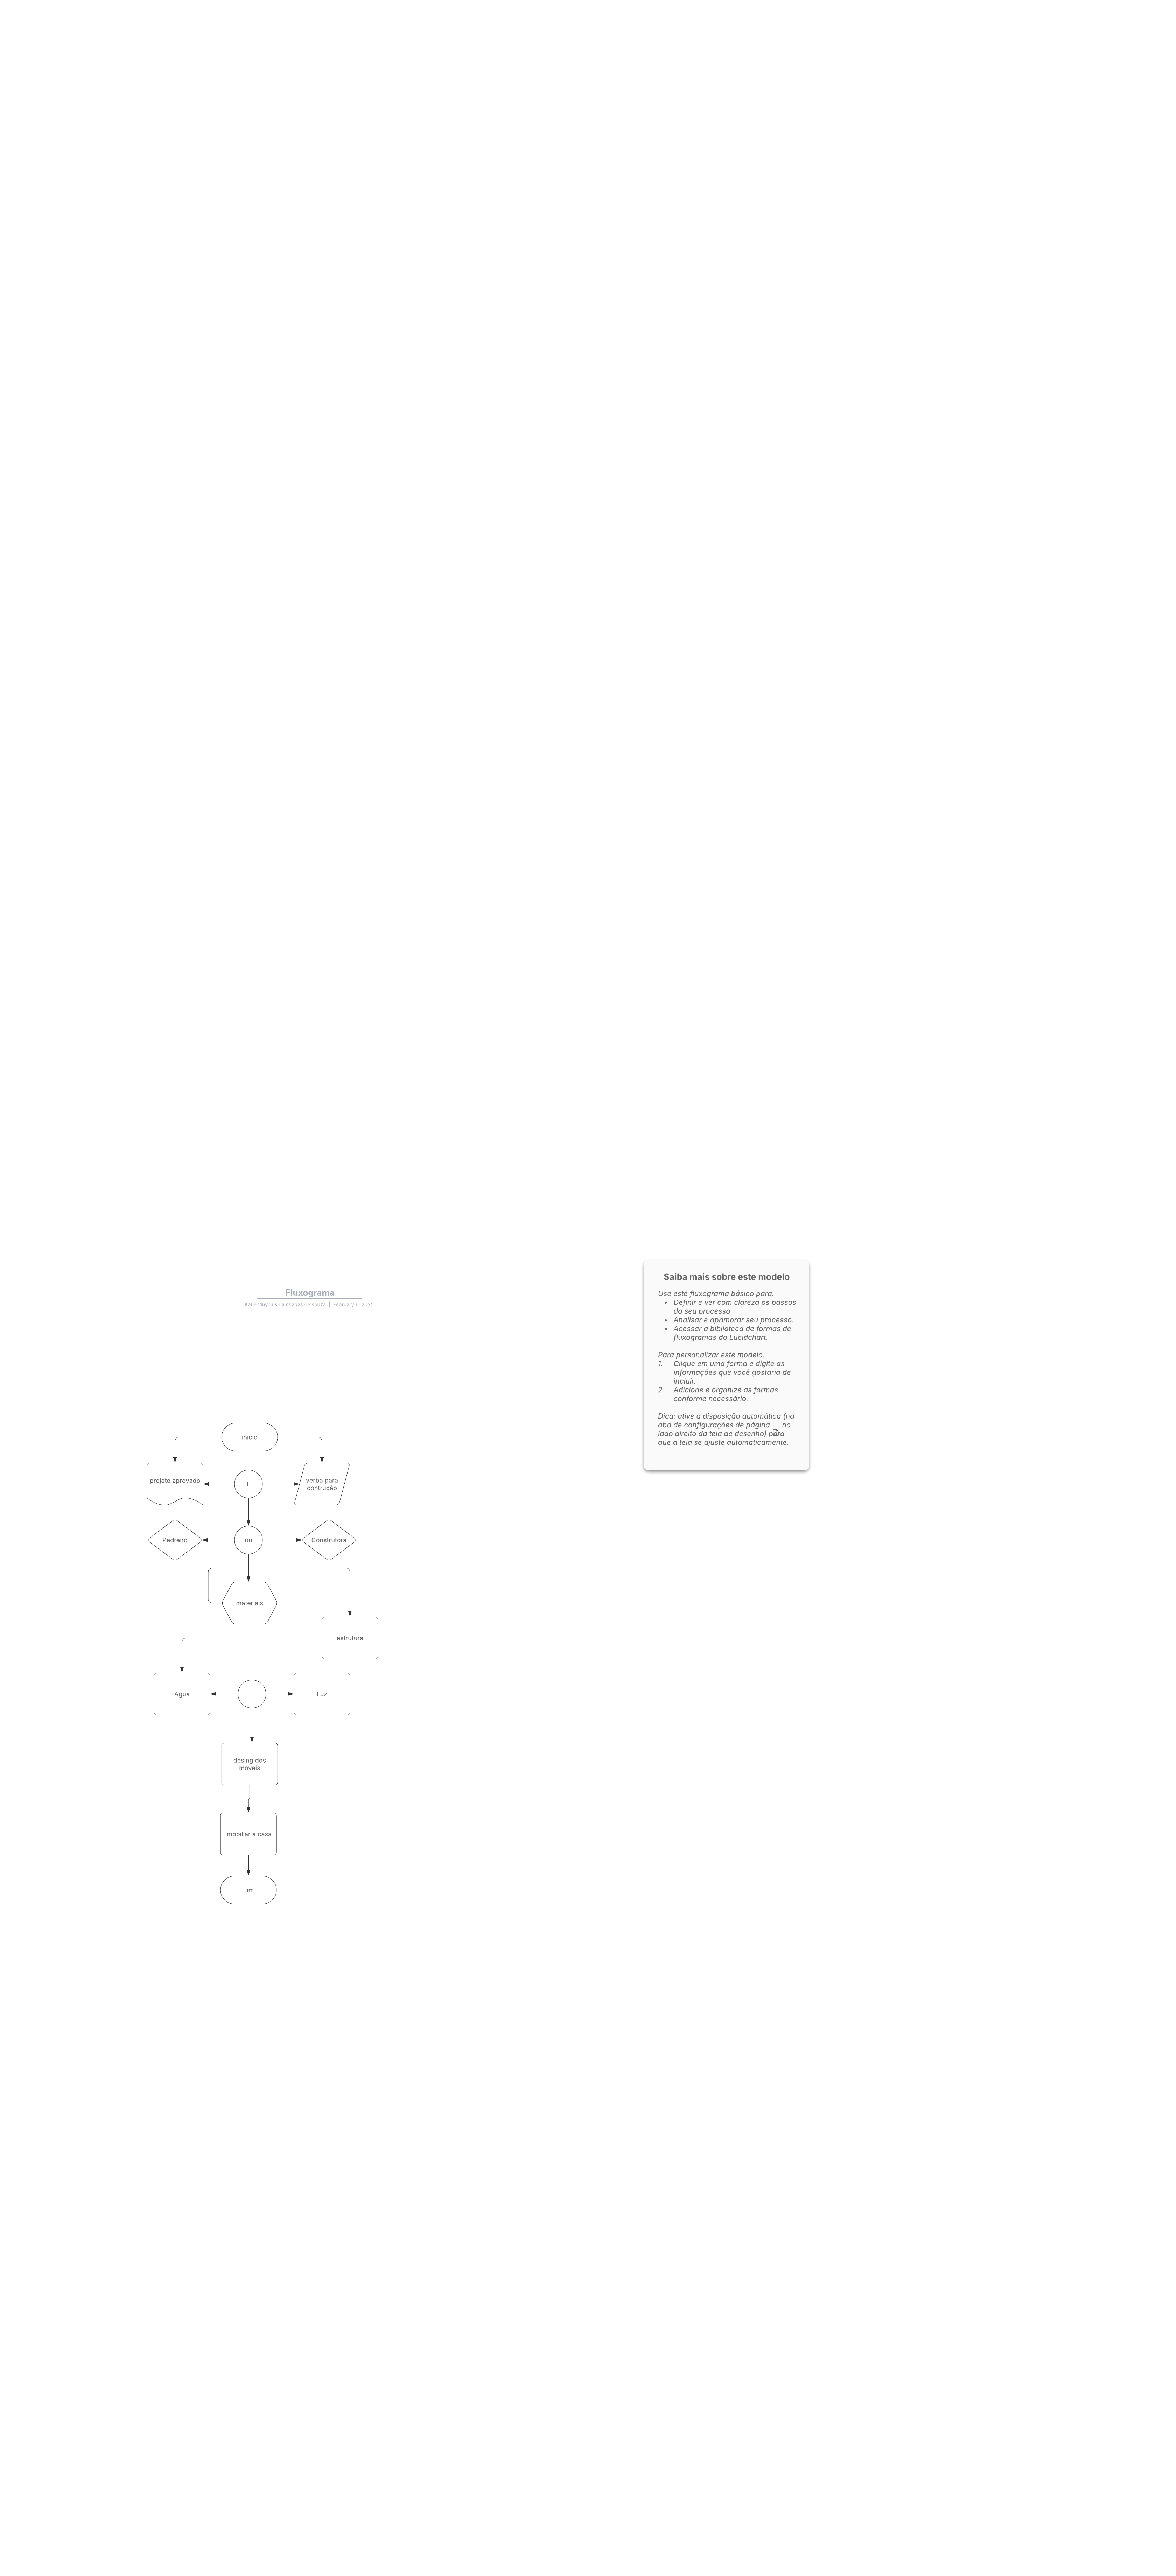 Fluxograma
Kauê vinycius da chagas de souza | February 6, 2025
Saiba mais sobre este modelo
Use este fluxograma básico para:
• Definir e ver com clareza os passos
do seu processo.
• Analisar e aprimorar seu processo.
• Acessar a biblioteca de formas de
fluxogramas do Lucidchart.
Para personalizar este modelo:
1. Clique em uma forma e digite as
informações que você gostaria de
incluir.
2. Adicione e organize as formas
conforme necessário.
Dica: ative a disposição automática (na
aba de configurações de página no
lado direito da tela de desenho) para
que a tela se ajuste automaticamente.
inicio
projeto aprovado
E
verba para
contrução
Pedreiro
ou
Construtora
materiais
estrutura
Agua
E
Luz
desing dos
moveis
imobiliar a casa
Fim